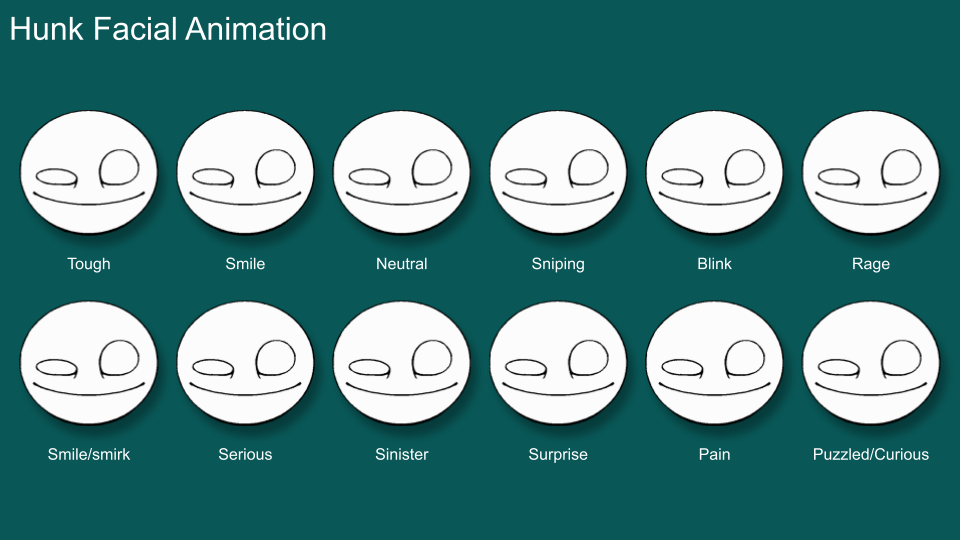 Hunk Facial Animation
Tough
Smile
Neutral
Sniping
Blink
Rage
Smile/smirk
Serious
Sinister
Surprise
Pain
Puzzled/Curious